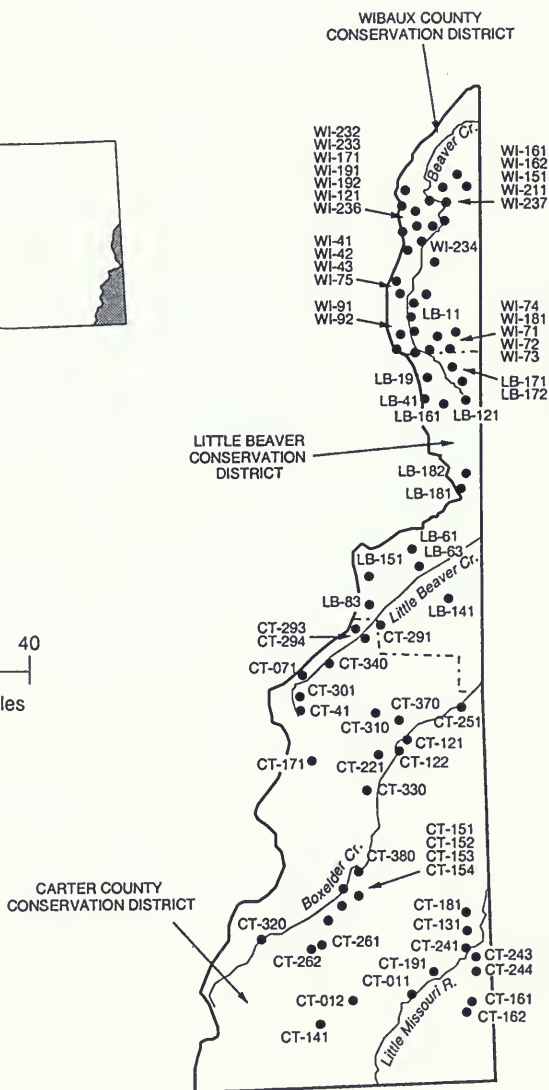 WIBAUX COUNTY
CONSERVATION DISTRICT
Beaver Cr.
WI-232
WI-233
WI-171
WI-191
WI-192
WI-121
WI-236
WI-161
WI-162
WI-151
WI-211
WI-237
WI-234
WI-41
WI-42
WI-43
WI-75
LB-11
WI-91
WI-92
WI-74
WI-181
WI-71
WI-72
WI-73
LB-19
LB-171
LB-172
LB-41
LB-161
LB-121
LITTLE BEAVER
CONSERVATION
DISTRICT
LB-182
LB-181
LB-61
LB-63
LB-151
Little Beaver Cr.
LB-83
LB-141
CT-293
CT-294
CT-291
40
les
CT-071
CT-340
CT-301
CT-41
CT-370
CT-310
CT-251
CT-121
CT-122
CT-171
CT-221
CT-330
CT-151
CT-152
CT-153
CT-154
CT-380
Boxelder Cr.
CARTER COUNTY
CONSERVATION DISTRICT
CT-320
CT-181
CT-131
CT-241
CT-261
CT-262
CT-243
CT-244
CT-191
CT-011
CT-012
CT-161
CT-162
CT-141
Little Missouri R.